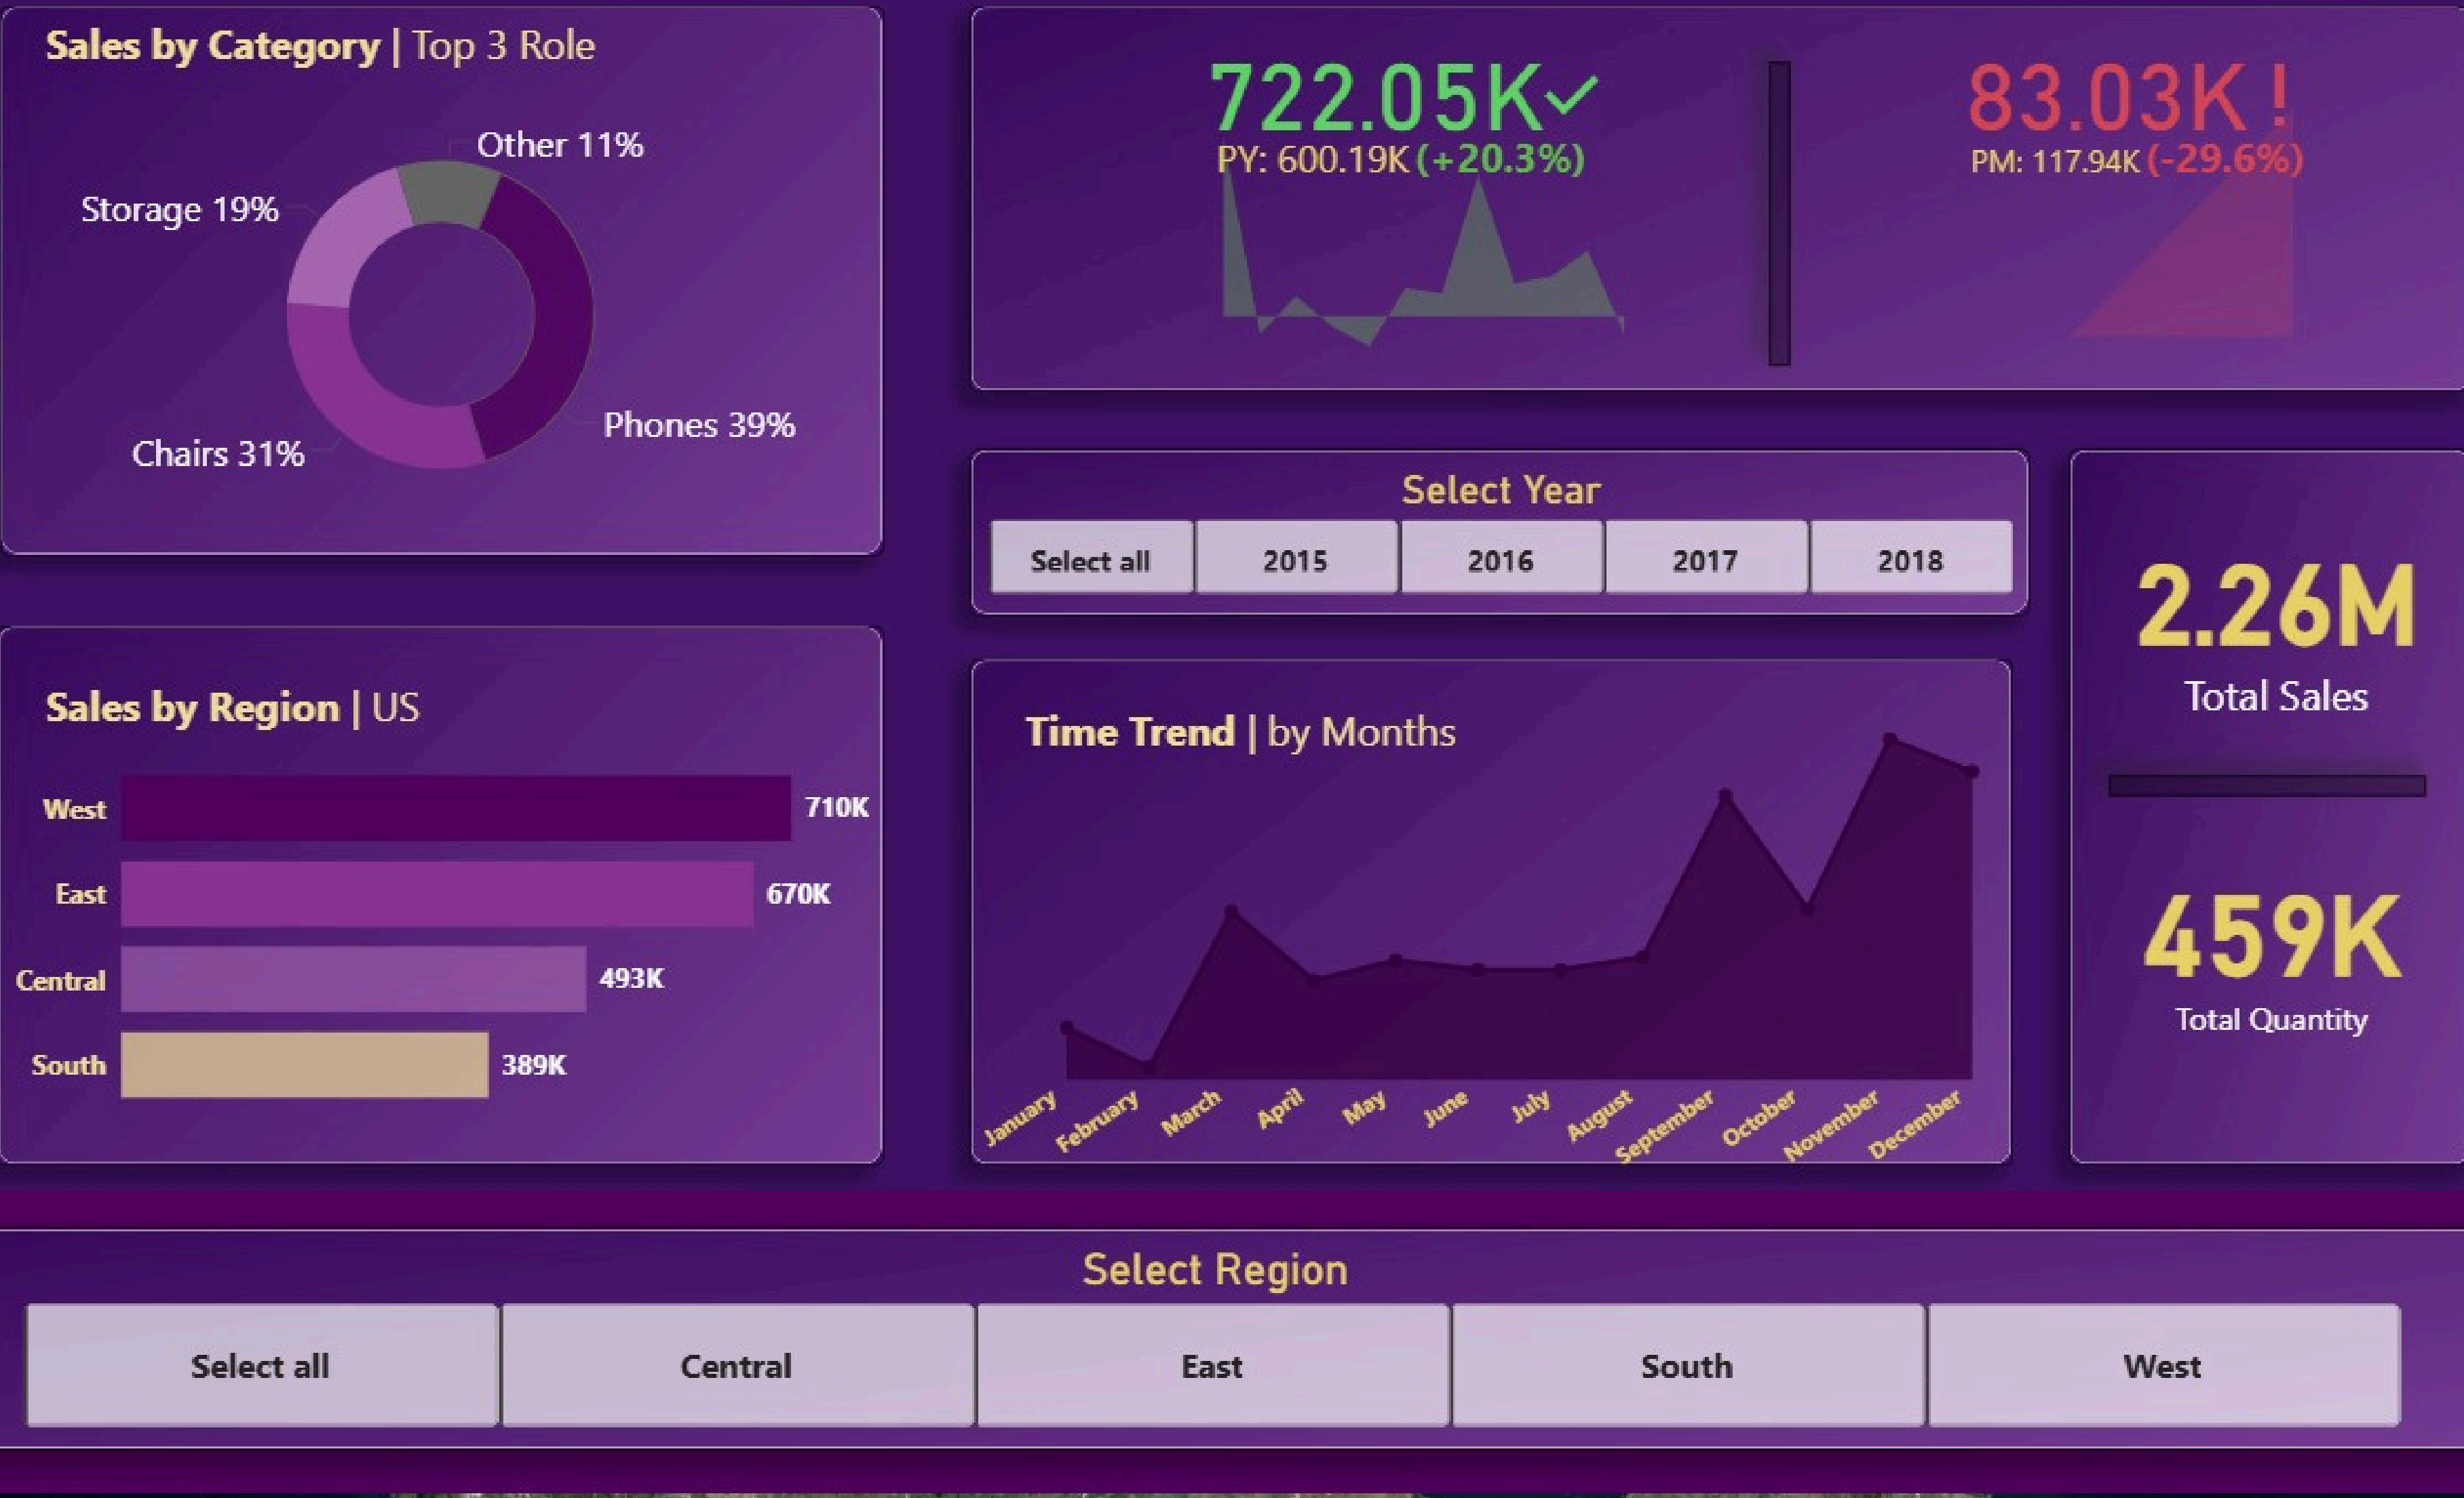 Sales by Category | Top 3 Role
Other 11%
Storage 19%
Phones 39%
Chairs 31%
722.05K✓
PY: 600.19K (+20.3%)
83.03K !
PM: 117.94K (-29.6%)
Select Year
Select all 2015 2016 2017 2018
2.26M
Total Sales
459K
Total Quantity
Sales by Region | US
West 710K
East 670K
Central 493K
South 389K
Time Trend | by Months
January February March April May June July August September October November December
Select Region
Select all Central East South West